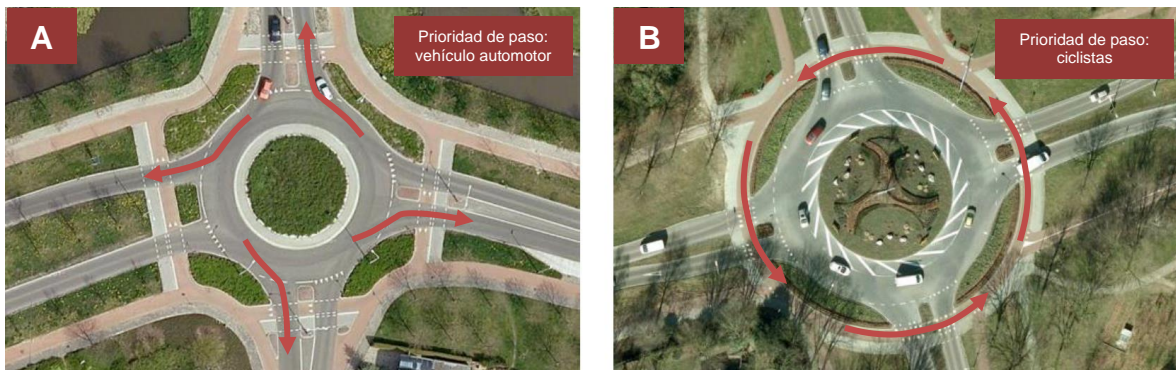 A
Prioridad de paso:
vehículo automotor
B
Prioridad de paso:
ciclistas